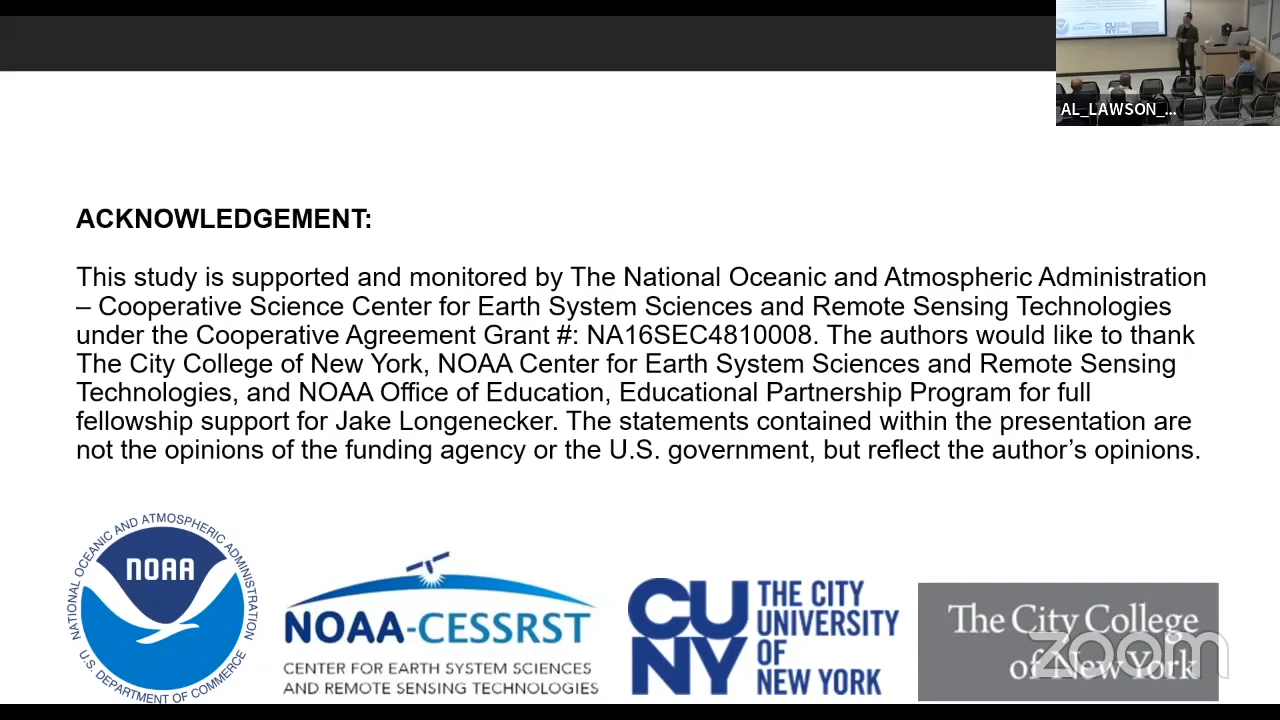 AL_LAWSON_...
ACKNOWLEDGEMENT:
This study is supported and monitored by The National Oceanic and Atmospheric Administration
– Cooperative Science Center for Earth System Sciences and Remote Sensing Technologies
under the Cooperative Agreement Grant #: NA16SEC4810008. The authors would like to thank
The City College of New York, NOAA Center for Earth System Sciences and Remote Sensing
Technologies, and NOAA Office of Education, Educational Partnership Program for full
fellowship support for Jake Longenecker. The statements contained within the presentation are
not the opinions of the funding agency or the U.S. government, but reflect the author’s opinions.
NATIONAL OCEANIC AND ATMOSPHERIC ADMINISTRATION
NOAA
U.S. DEPARTMENT OF COMMERCE
NOAA-CESSRST
CENTER FOR EARTH SYSTEM SCIENCES
AND REMOTE SENSING TECHNOLOGIES
CU
NY
THE CITY
UNIVERSITY
OF
NEW YORK
The City College
of New York
zoom